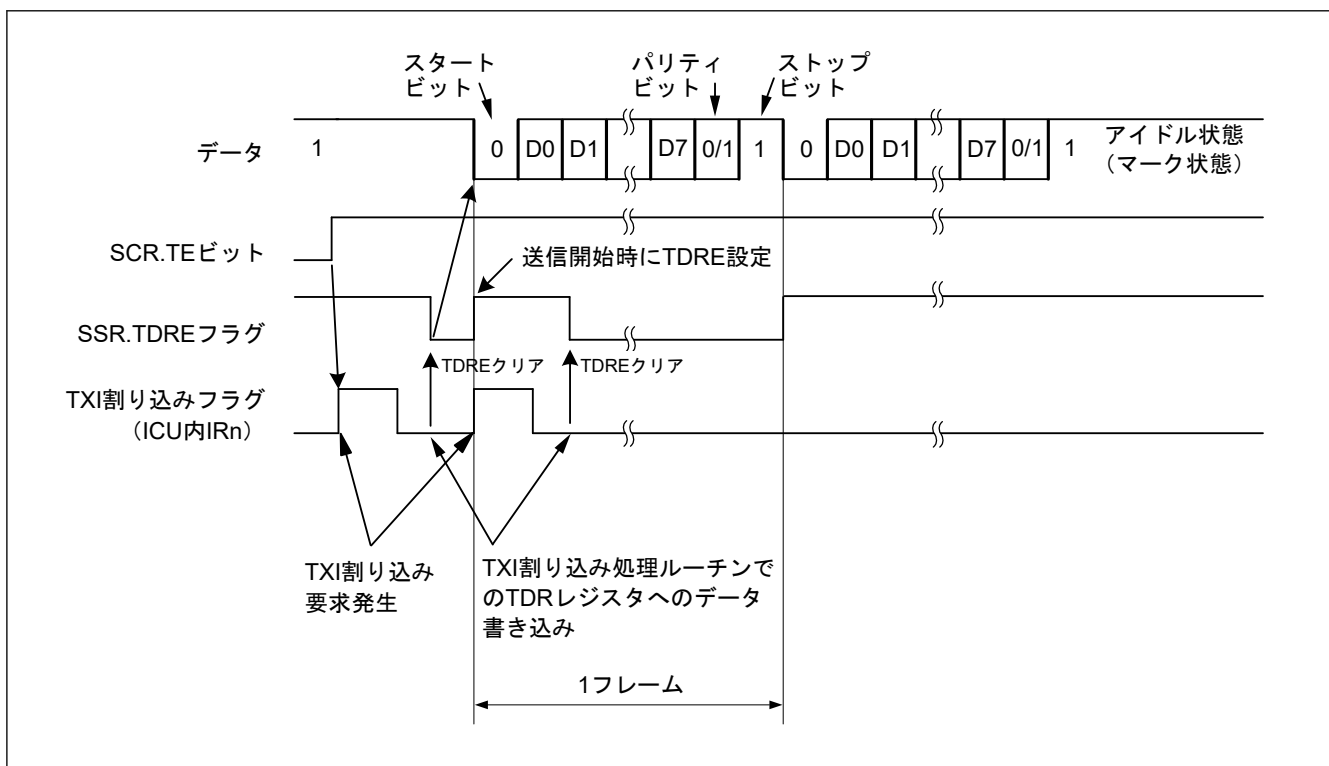 スタート
ビット
パリティ
ビット
ストップ
ビット
データ
1
0
D0
D1
D7
0/1
1
0
D0
D1
D7
0/1
1
アイドル状態
（マーク状態）
SCR.TEビット
送信開始時にTDRE設定
SSR.TDREフラグ
TDREクリア
TDREクリア
TXI割り込みフラグ
（ICU内IRn）
TXI割り込み
要求発生
TXI割り込み処理ルーチンで
のTDRレジスタへのデータ
書き込み
1フレーム